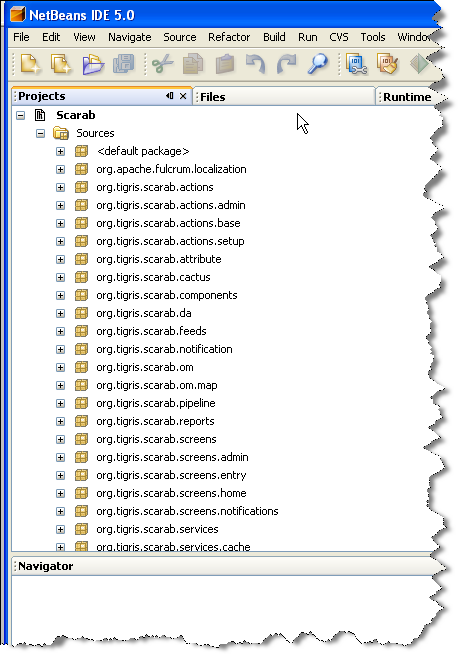 NetBeans IDE 5.0
File Edit View Navigate Source Refactor Build Run CVS Tools Window
Projects Files Runtime
Scarab
Sources
<default package>
org.apache.fulcrum.localization
org.tigris.scarab.actions
org.tigris.scarab.actions.admin
org.tigris.scarab.actions.base
org.tigris.scarab.actions.setup
org.tigris.scarab.attribute
org.tigris.scarab.cactus
org.tigris.scarab.components
org.tigris.scarab.da
org.tigris.scarab.feeds
org.tigris.scarab.notification
org.tigris.scarab.om
org.tigris.scarab.om.map
org.tigris.scarab.pipeline
org.tigris.scarab.reports
org.tigris.scarab.screens
org.tigris.scarab.screens.admin
org.tigris.scarab.screens.entry
org.tigris.scarab.screens.home
org.tigris.scarab.screens.notifications
org.tigris.scarab.services
org.tigris.scarab.services.cache
Navigator